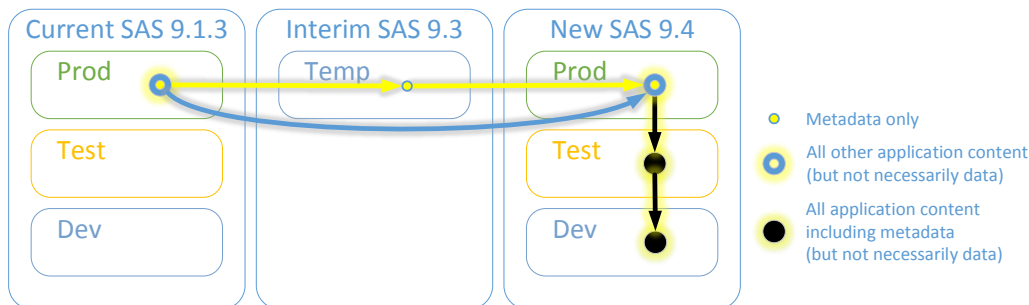 Current SAS 9.1.3
Interim SAS 9.3
New SAS 9.4
Prod
Temp
Prod
Test
Test
Dev
Dev
Metadata only
All other application content
(but not necessarily data)
All application content
including metadata
(but not necessarily data)